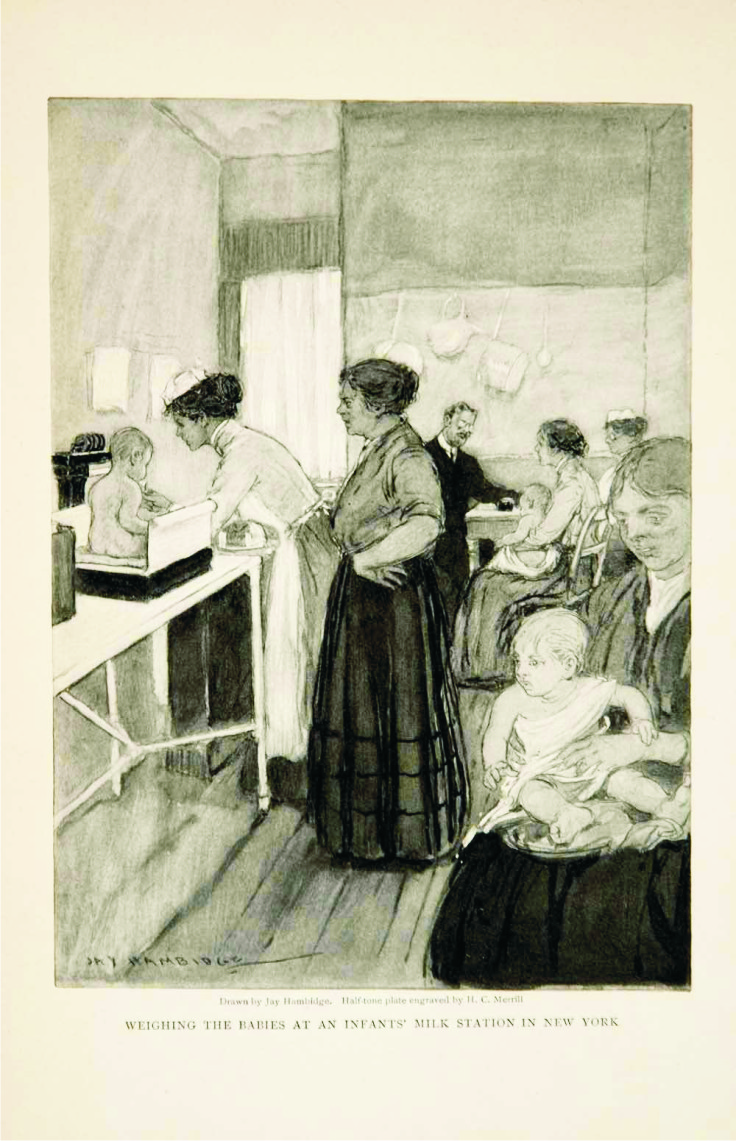 JAY HAMBIDGE
Drawn by Jay Hambidge. Half-tone plate engraved by H. C. Merrill
WEIGHING THE BABIES AT AN INFANTS' MILK STATION IN NEW YORK